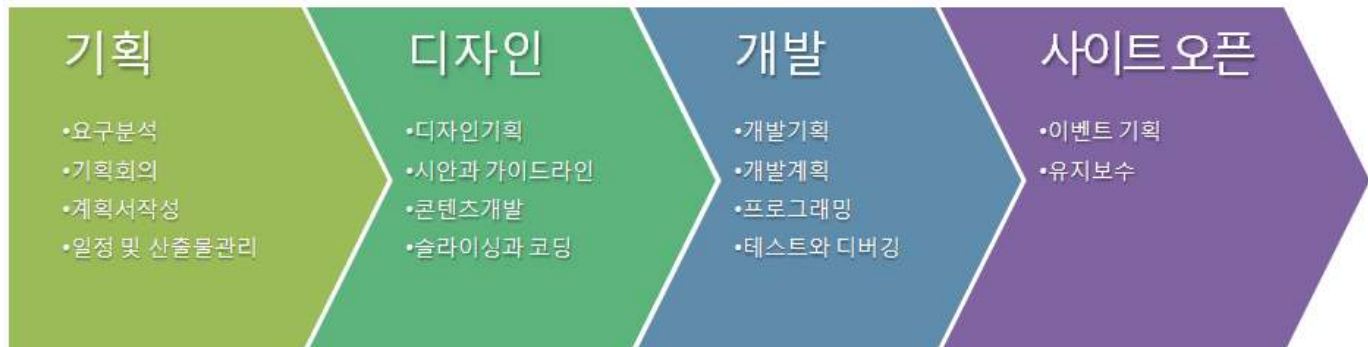 기획
•요구분석
•기획회의
•계획서작성
•일정 및 산출물관리
디자인
•디자인기획
•시안과 가이드라인
•콘텐츠개발
•슬라이싱과 코딩
개발
•개발기획
•개발계획
•프로그래밍
•테스트와 디버깅
사이트 오픈
•이벤트 기획
•유지보수